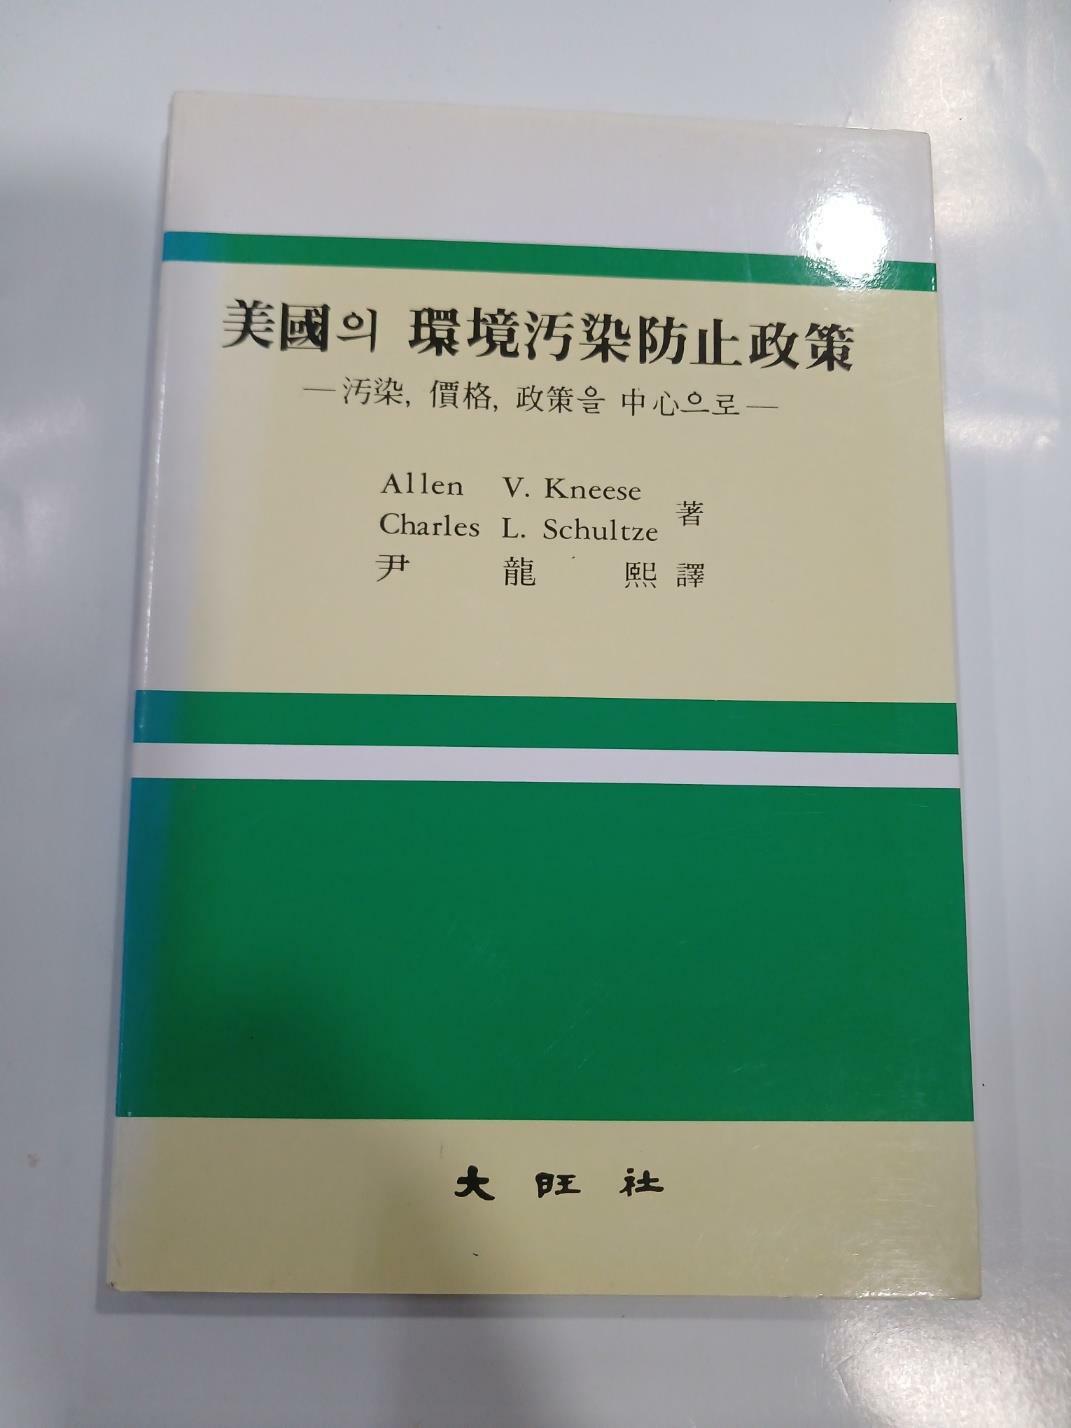 美國의 環境汚染防止政策
—汚染, 價格, 政策을 中心으로—
Allen V. Kneese
Charles L. Schultze 著
尹龍熙 譯
大旺社